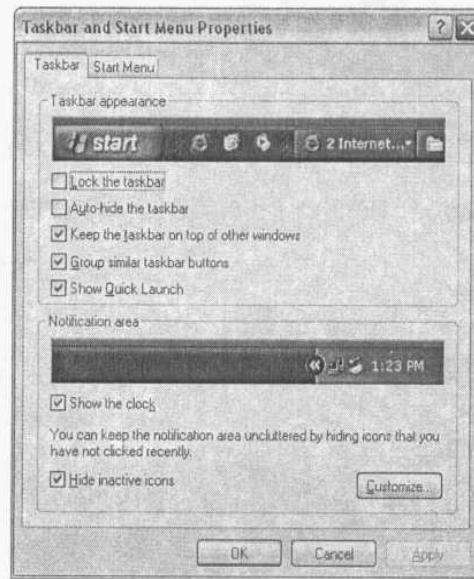 Taskbar and Start Menu Properties
Taskbar
Start Menu
Taskbar appearance
start
2 Internet...
Lock the taskbar
Auto-hide the taskbar
Keep the taskbar on top of other windows
Group similar taskbar buttons
Show Quick Launch
Notification area
1:23 PM
Show the clock
You can keep the notification area uncluttered by hiding icons that you
have not clicked recently.
Hide inactive icons
Customize...
OK
Cancel
Apply